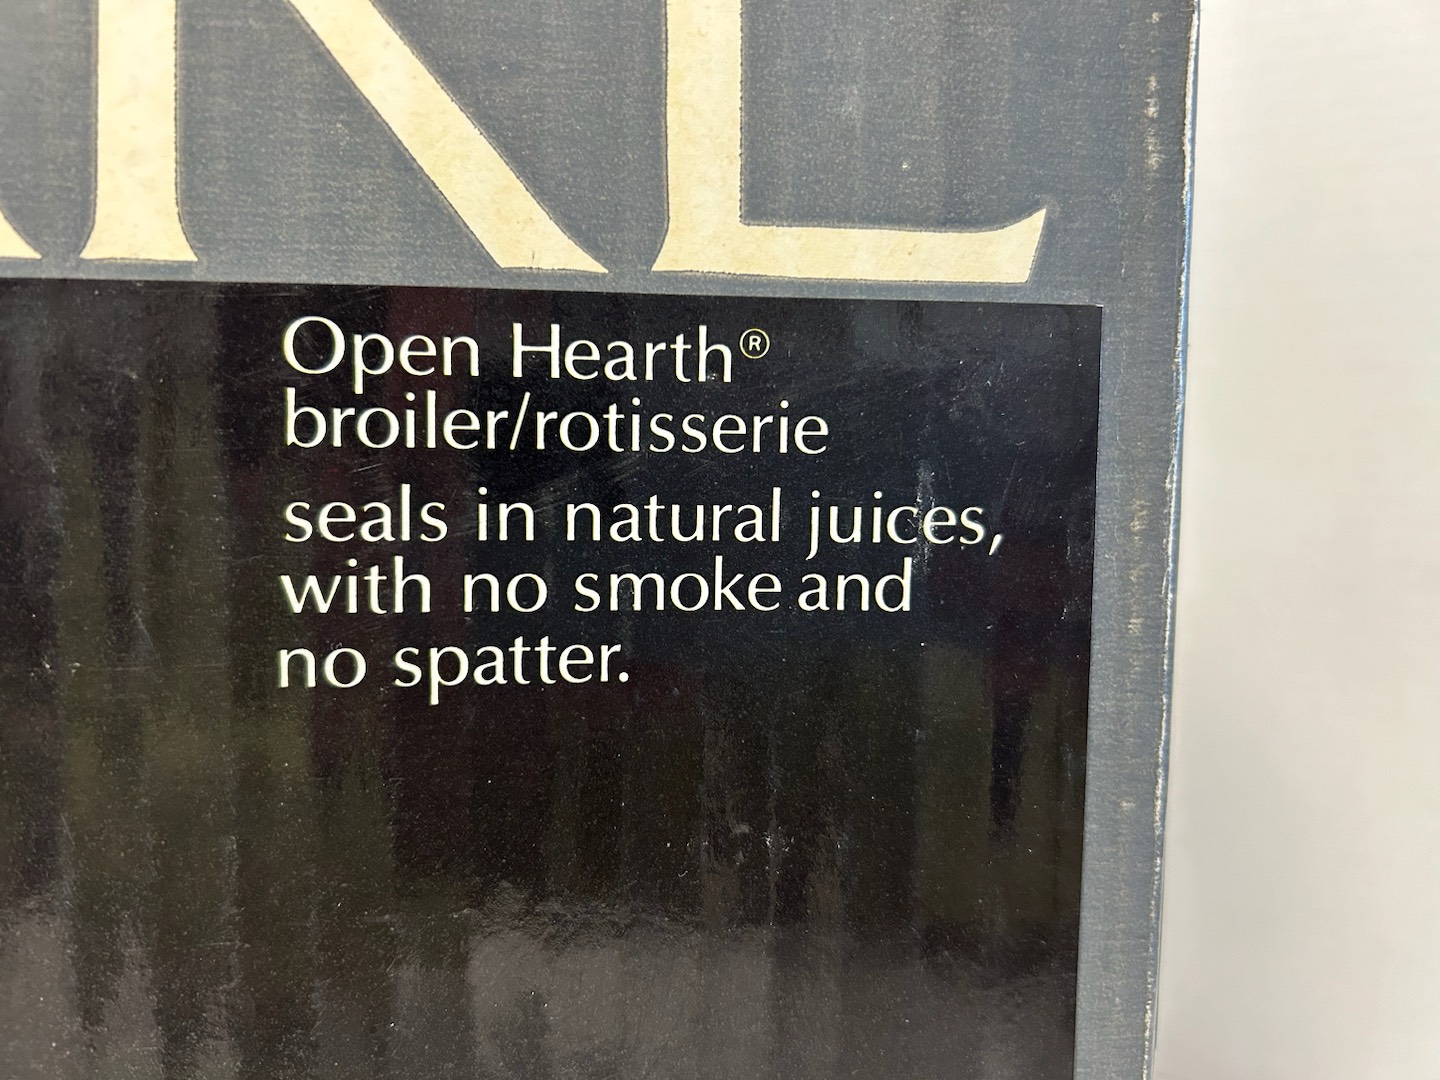 Open Hearth®
broiler/rotisserie
seals in natural juices,
with no smoke and
no spatter.